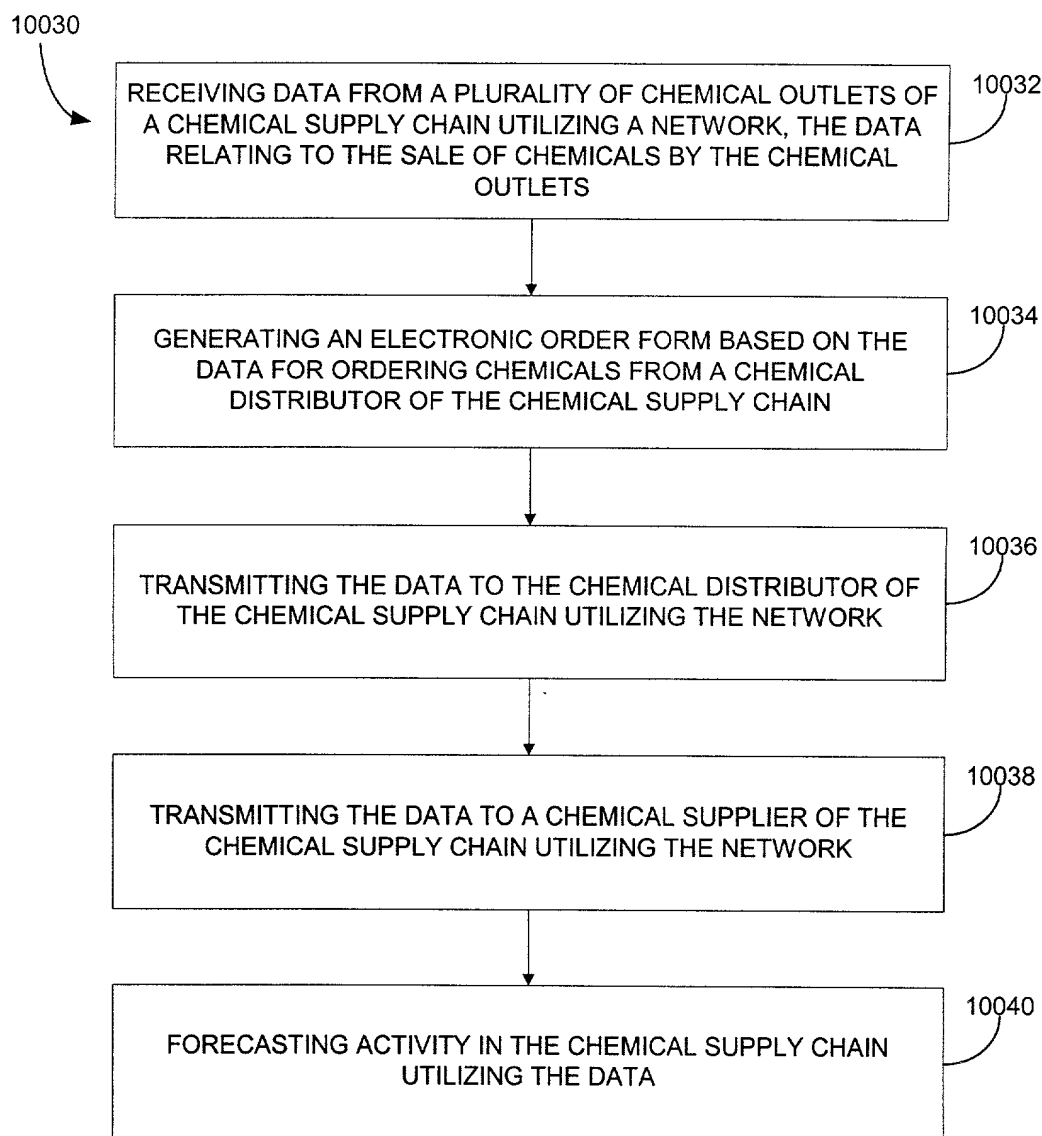 10030
RECEIVING DATA FROM A PLURALITY OF CHEMICAL OUTLETS OF
A CHEMICAL SUPPLY CHAIN UTILIZING A NETWORK, THE DATA
RELATING TO THE SALE OF CHEMICALS BY THE CHEMICAL
OUTLETS
10032
GENERATING AN ELECTRONIC ORDER FORM BASED ON THE
DATA FOR ORDERING CHEMICALS FROM A CHEMICAL
DISTRIBUTOR OF THE CHEMICAL SUPPLY CHAIN
10034
TRANSMITTING THE DATA TO THE CHEMICAL DISTRIBUTOR OF
THE CHEMICAL SUPPLY CHAIN UTILIZING THE NETWORK
10036
TRANSMITTING THE DATA TO A CHEMICAL SUPPLIER OF THE
CHEMICAL SUPPLY CHAIN UTILIZING THE NETWORK
10038
FORECASTING ACTIVITY IN THE CHEMICAL SUPPLY CHAIN
UTILIZING THE DATA
10040